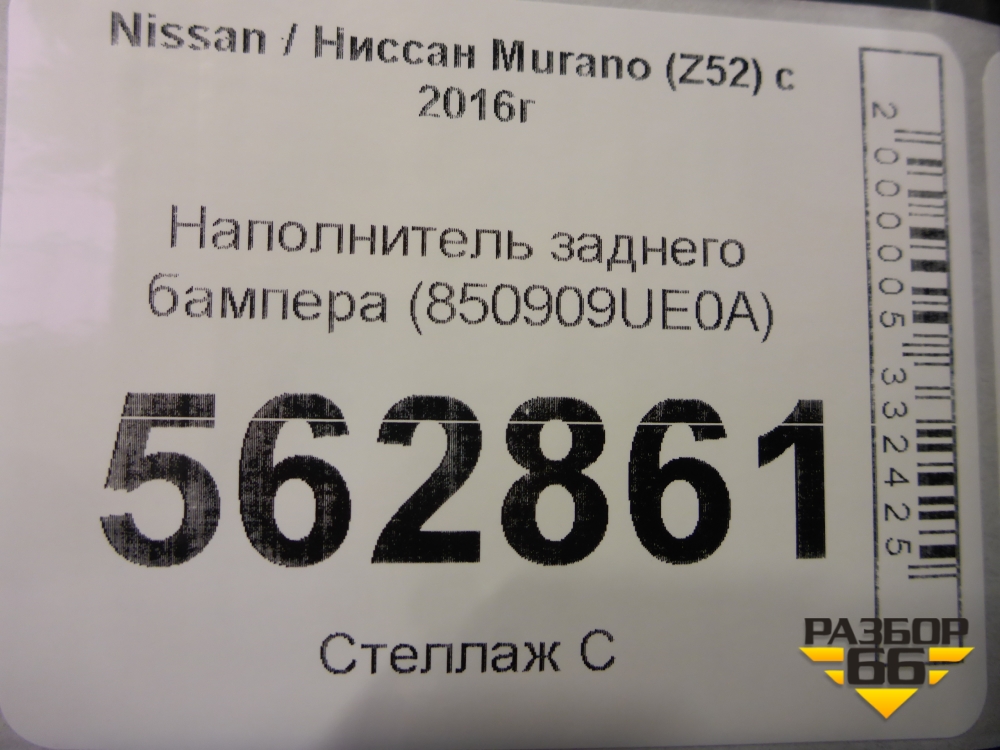 Nissan / Ниссан Murano (Z52) с
2016г
Наполнитель заднего
бампера (850909UE0A)
562861
Стеллаж С
2000005332425
РАЗБОР
66